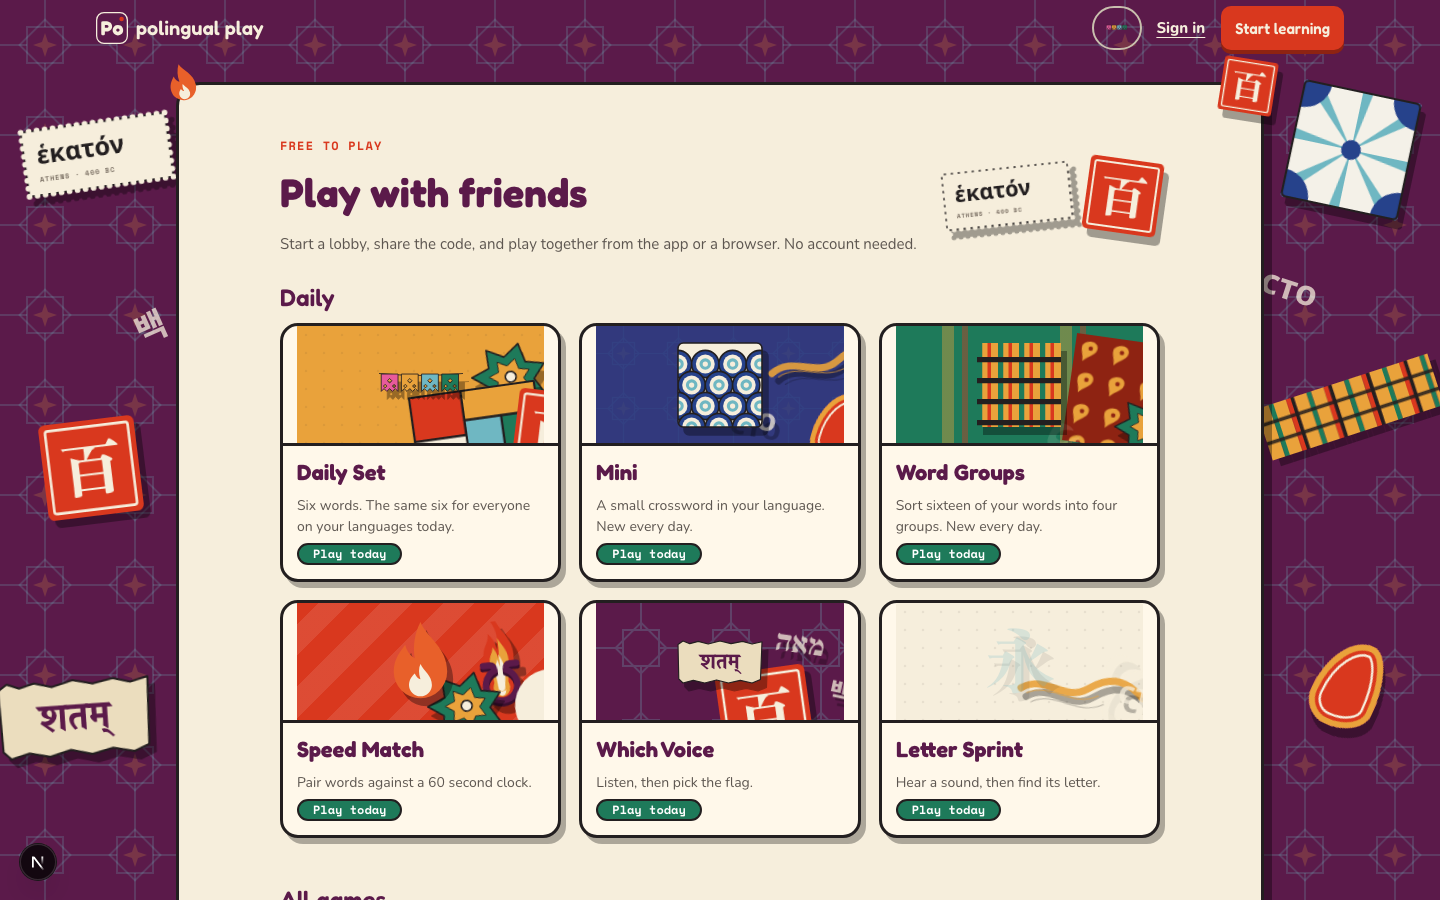 Po polingual play
Sign in
Start learning
百
ἑκατόν
ATHENS · 400 BC
FREE TO PLAY
Play with friends
ἑκατόν
ATHENS · 400 BC
百
Start a lobby, share the code, and play together from the app or a browser. No account needed.
백
сто
Daily
Daily Set
Six words. The same six for everyone
on your languages today.
Play today
Mini
A small crossword in your language.
New every day.
Play today
Word Groups
Sort sixteen of your words into four
groups. New every day.
Play today
百
शतम्
Speed Match
Pair words against a 60 second clock.
Play today
शतम्
מאה
百
Which Voice
Listen, then pick the flag.
Play today
Letter Sprint
Hear a sound, then find its letter.
Play today
N
All games